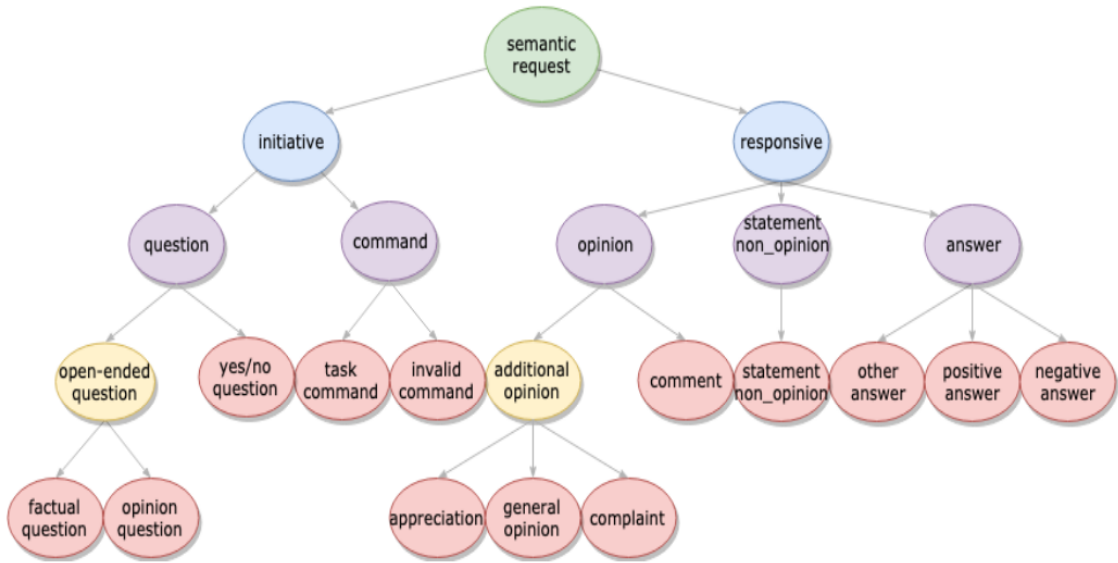 semantic
request
initiative
responsive
question
command
opinion
statement
non_opinion
answer
open-ended
question
yes/no
question
task
command
invalid
command
additional
opinion
comment
statement
non_opinion
other
answer
positive
answer
negative
answer
factual
question
opinion
question
appreciation
general
opinion
complaint